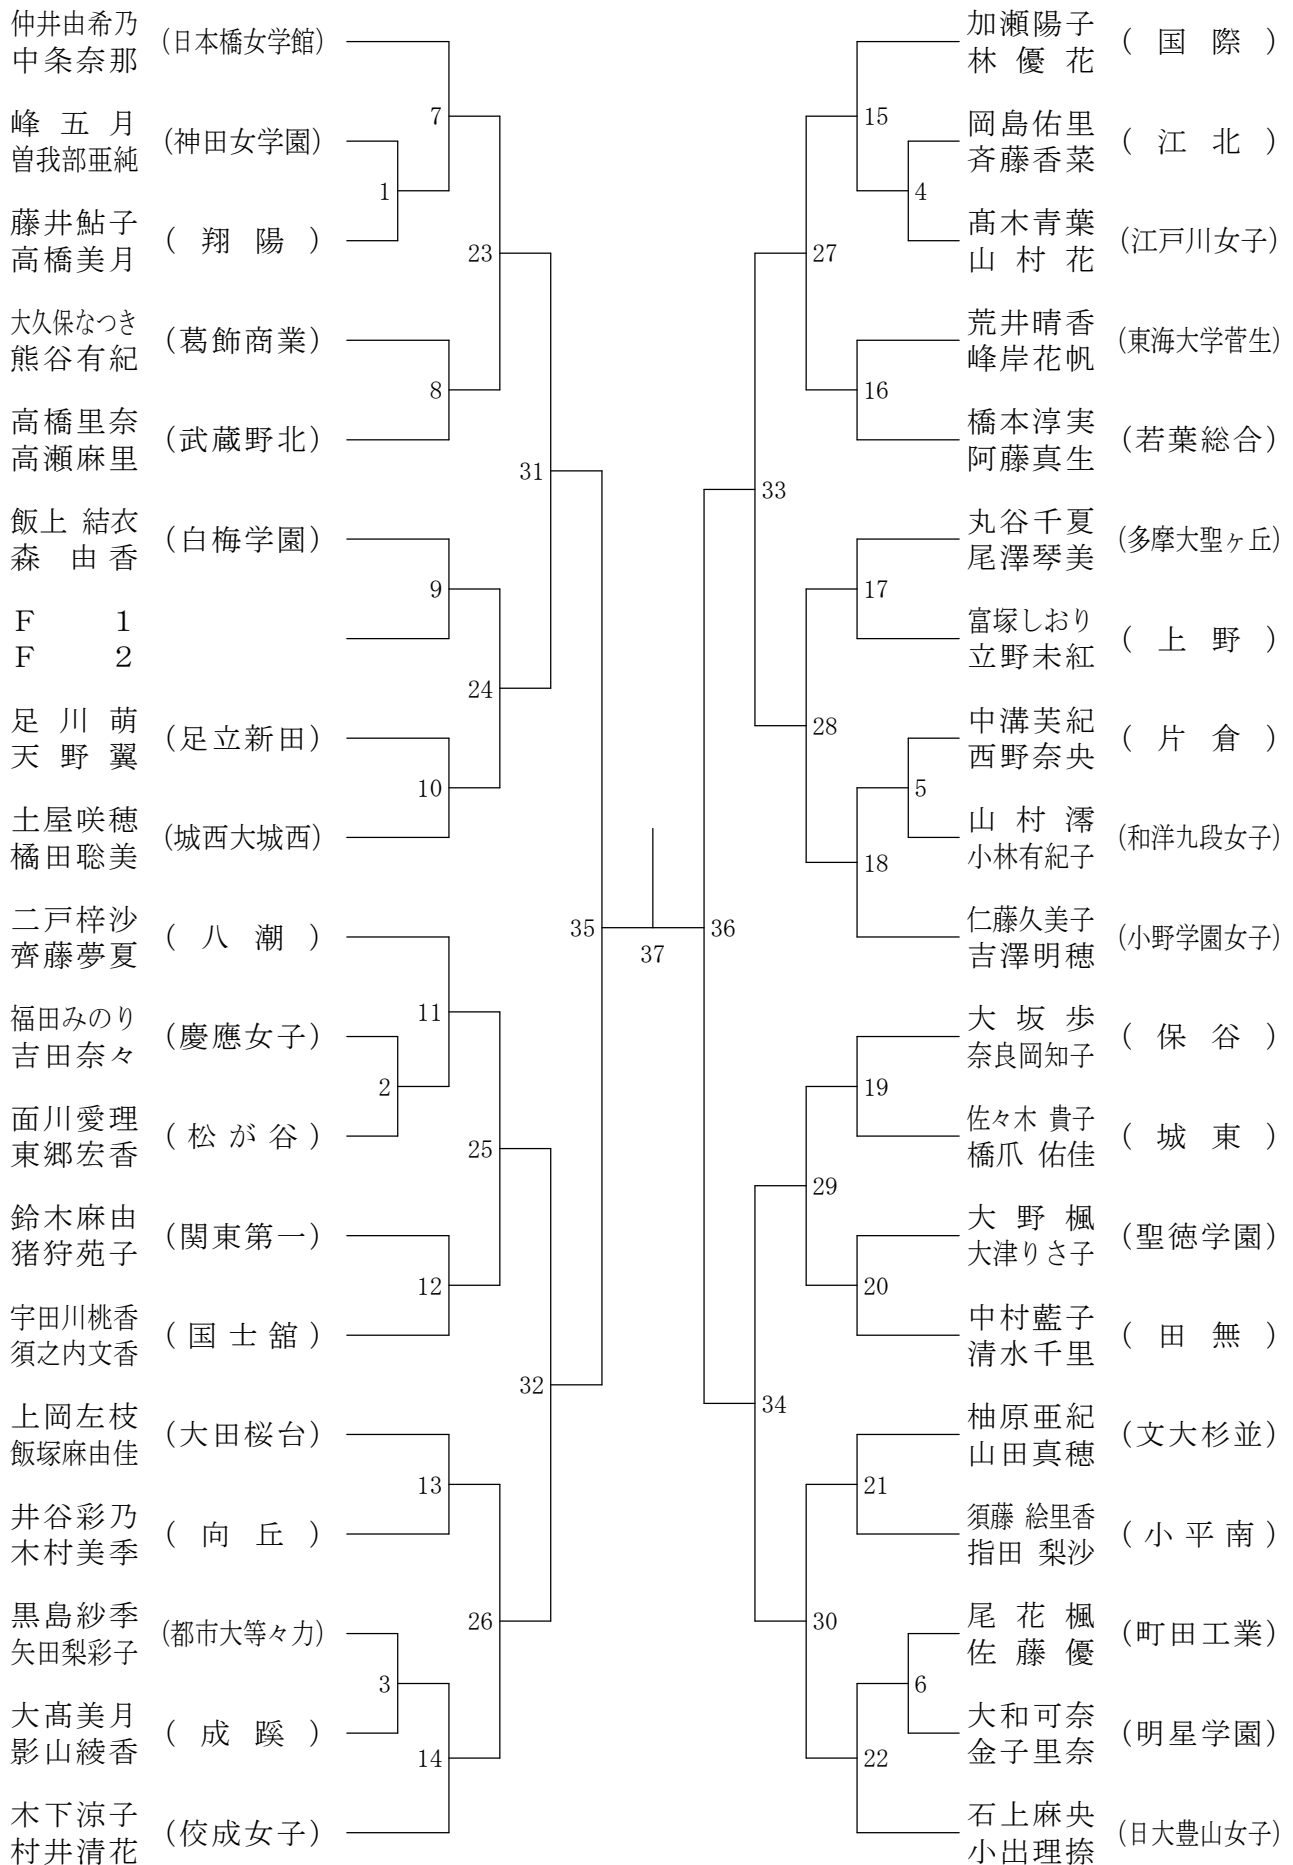 仲井由希乃
中条奈那
(日本橋女学館)
峰五月
曽我部亜純
(神田女学園)
藤井鮎子
高橋美月
(翔陽)
大久保なつき
熊谷有紀
(葛飾商業)
高橋里奈
高瀬麻里
(武蔵野北)
飯上 結衣
森 由香
(白梅学園)
F 1
F 2
足川萌
天野翼
(足立新田)
土屋咲穂
橘田聡美
(城西大城西)
二戸梓沙
齊藤夢夏
(八潮)
福田みのり
吉田奈々
(慶應女子)
面川愛理
東郷宏香
(松が谷)
鈴木麻由
猪狩苑子
(関東第一)
宇田川桃香
須之内文香
(国士舘)
上岡左枝
飯塚麻由佳
(大田桜台)
井谷彩乃
木村美季
(向丘)
黒島紗季
矢田梨彩子
(都市大等々力)
大髙美月
影山綾香
(成蹊)
木下涼子
村井清花
(佼成女子)
1
2
3
7
8
9
10
11
12
13
14
23
24
25
26
31
32
35
37
36
33
34
27
28
29
30
15
16
17
18
19
20
21
22
4
5
6
加瀬陽子
林優花
(国際)
岡島佑里
斉藤香菜
(江北)
髙木青葉
山村花
(江戸川女子)
荒井晴香
峰岸花帆
(東海大学菅生)
橋本淳実
阿藤真生
(若葉総合)
丸谷千夏
尾澤琴美
(多摩大聖ヶ丘)
富塚しおり
立野未紅
(上野)
中溝芙紀
西野奈央
(片倉)
山村澪
小林有紀子
(和洋九段女子)
仁藤久美子
吉澤明穂
(小野学園女子)
大坂歩
奈良岡知子
(保谷)
佐々木 貴子
橋爪 佑佳
(城東)
大野楓
大津りさ子
(聖徳学園)
中村藍子
清水千里
(田無)
柚原亜紀
山田真穂
(文大杉並)
須藤 絵里香
指田 梨沙
(小平南)
尾花楓
佐藤優
(町田工業)
大和可奈
金子里奈
(明星学園)
石上麻央
小出理捺
(日大豊山女子)